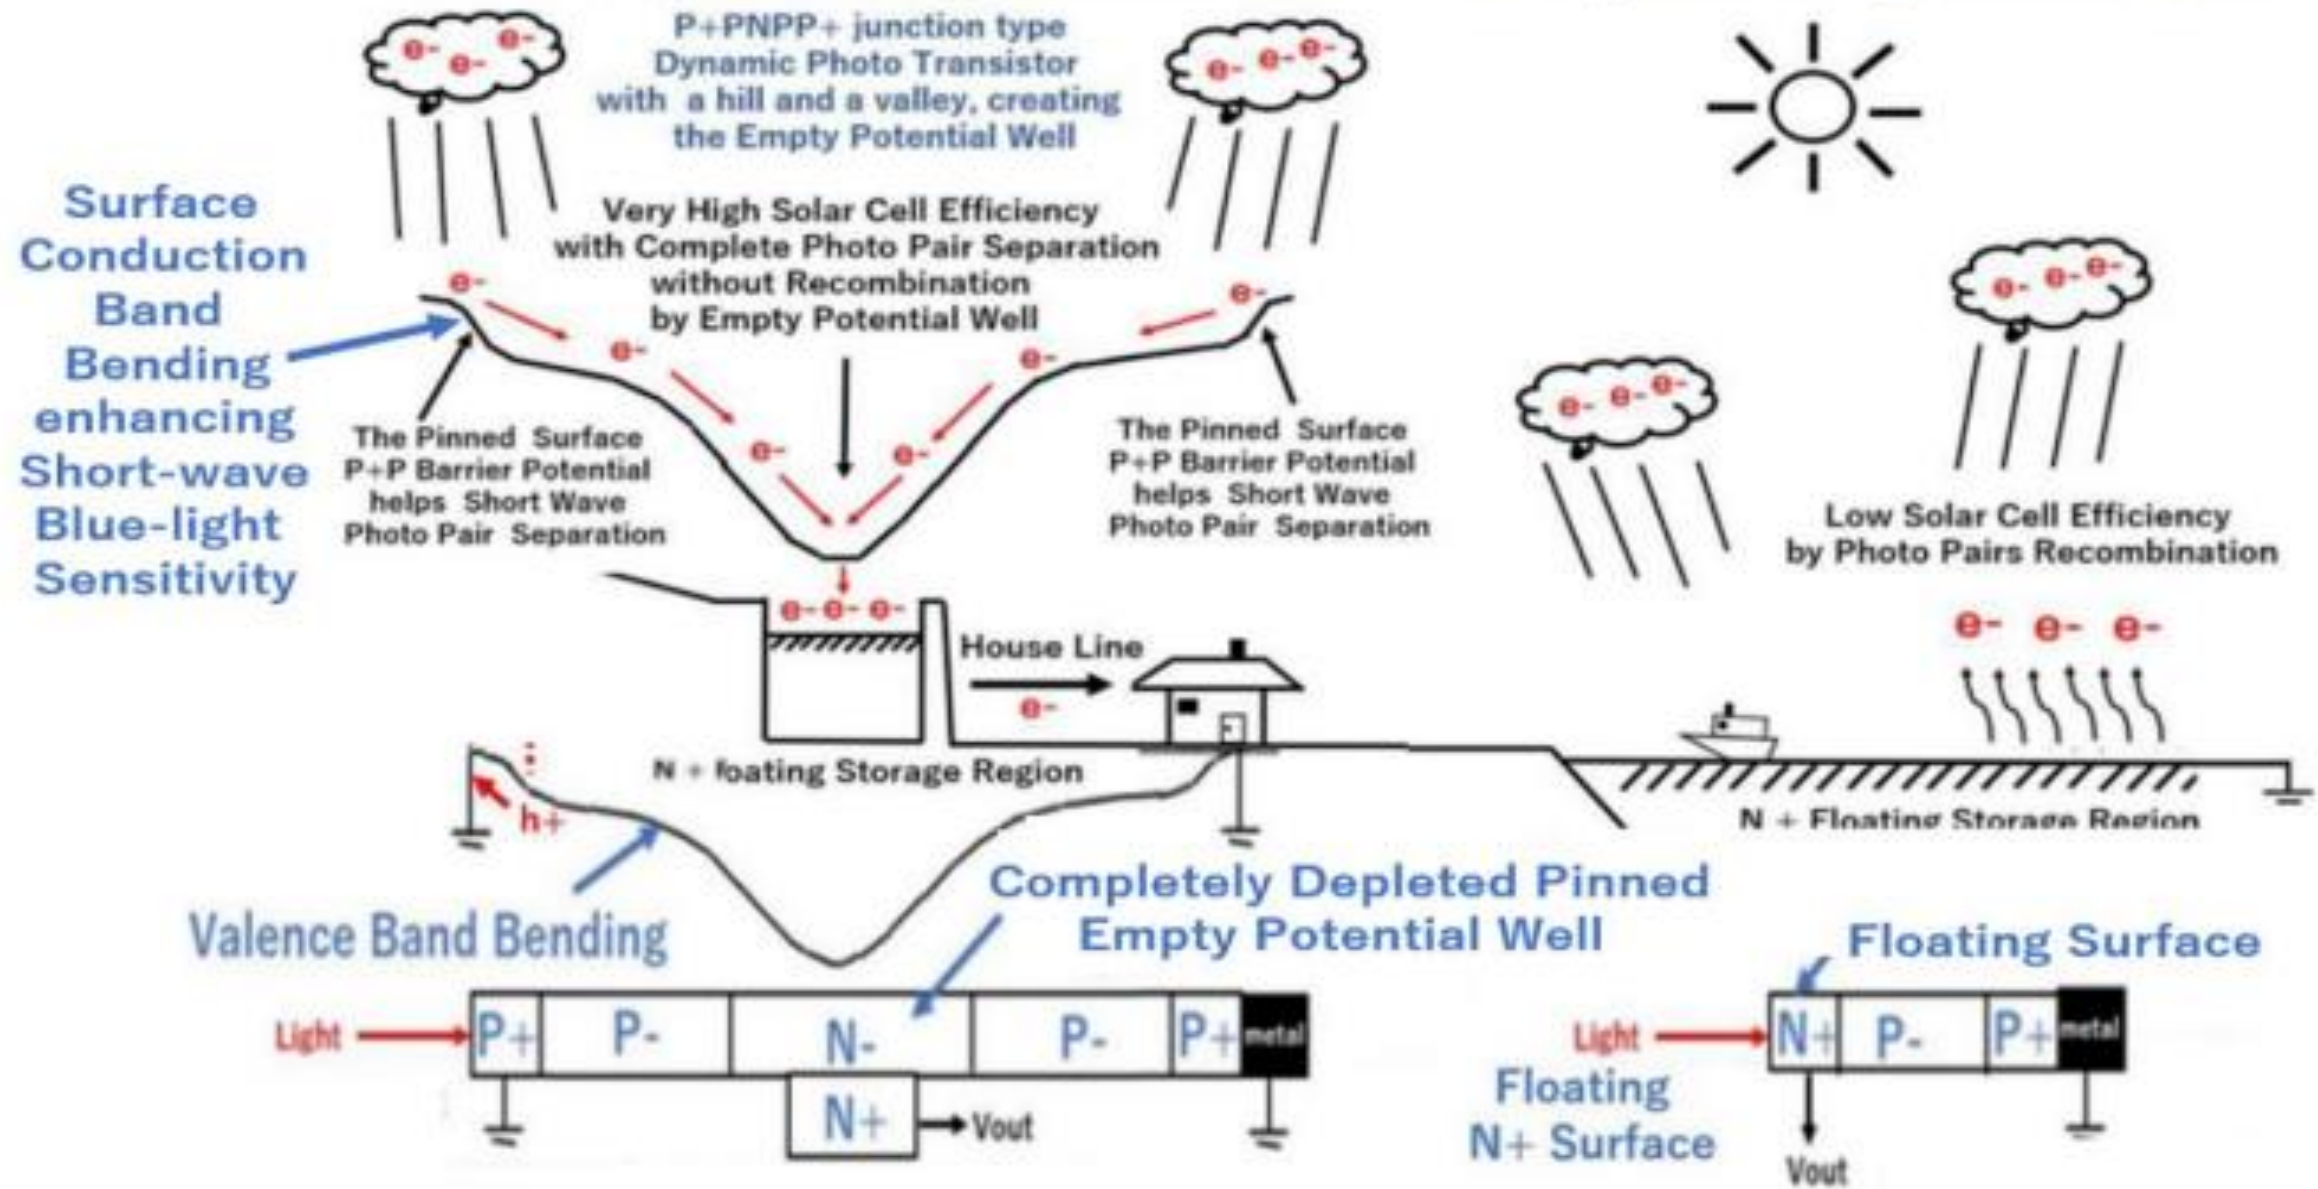 e- e- e-
P+PNPP+ junction type
Dynamic Photo Transistor
with a hill and a valley, creating
the Empty Potential Well
e- e- e-
Surface
Conduction
Band
Bending
enhancing
Short-wave
Blue-light
Sensitivity
Very High Solar Cell Efficiency
with Complete Photo Pair Separation
without Recombination
by Empty Potential Well
e-
e-
e-
e-
e-
e-
The Pinned Surface
P+P Barrier Potential
helps Short Wave
Photo Pair Separation
The Pinned Surface
P+P Barrier Potential
helps Short Wave
Photo Pair Separation
e- e- e-
e- e- e-
Low Solar Cell Efficiency
by Photo Pairs Recombination
e- e- e-
e- e- e-
House Line
e-
N + Floating Storage Region
h+
N + Floating Storage Region
Valence Band Bending
Completely Depleted Pinned
Empty Potential Well
Floating Surface
Light
P+ P- N- P- P+ metal
N+
Vout
Light
N+ P- P+ metal
Floating
N+ Surface
Vout